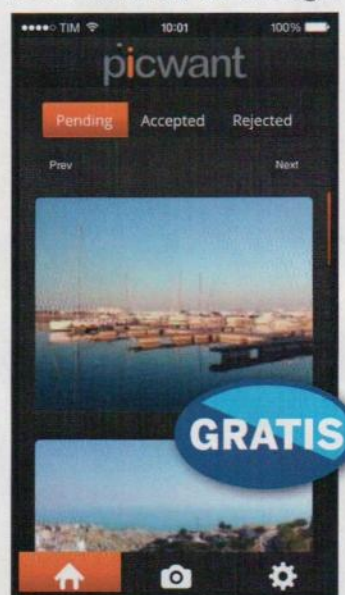 TIM 10:01 100%
picwant
Pending Accepted Rejected
Prev Next
GRATIS